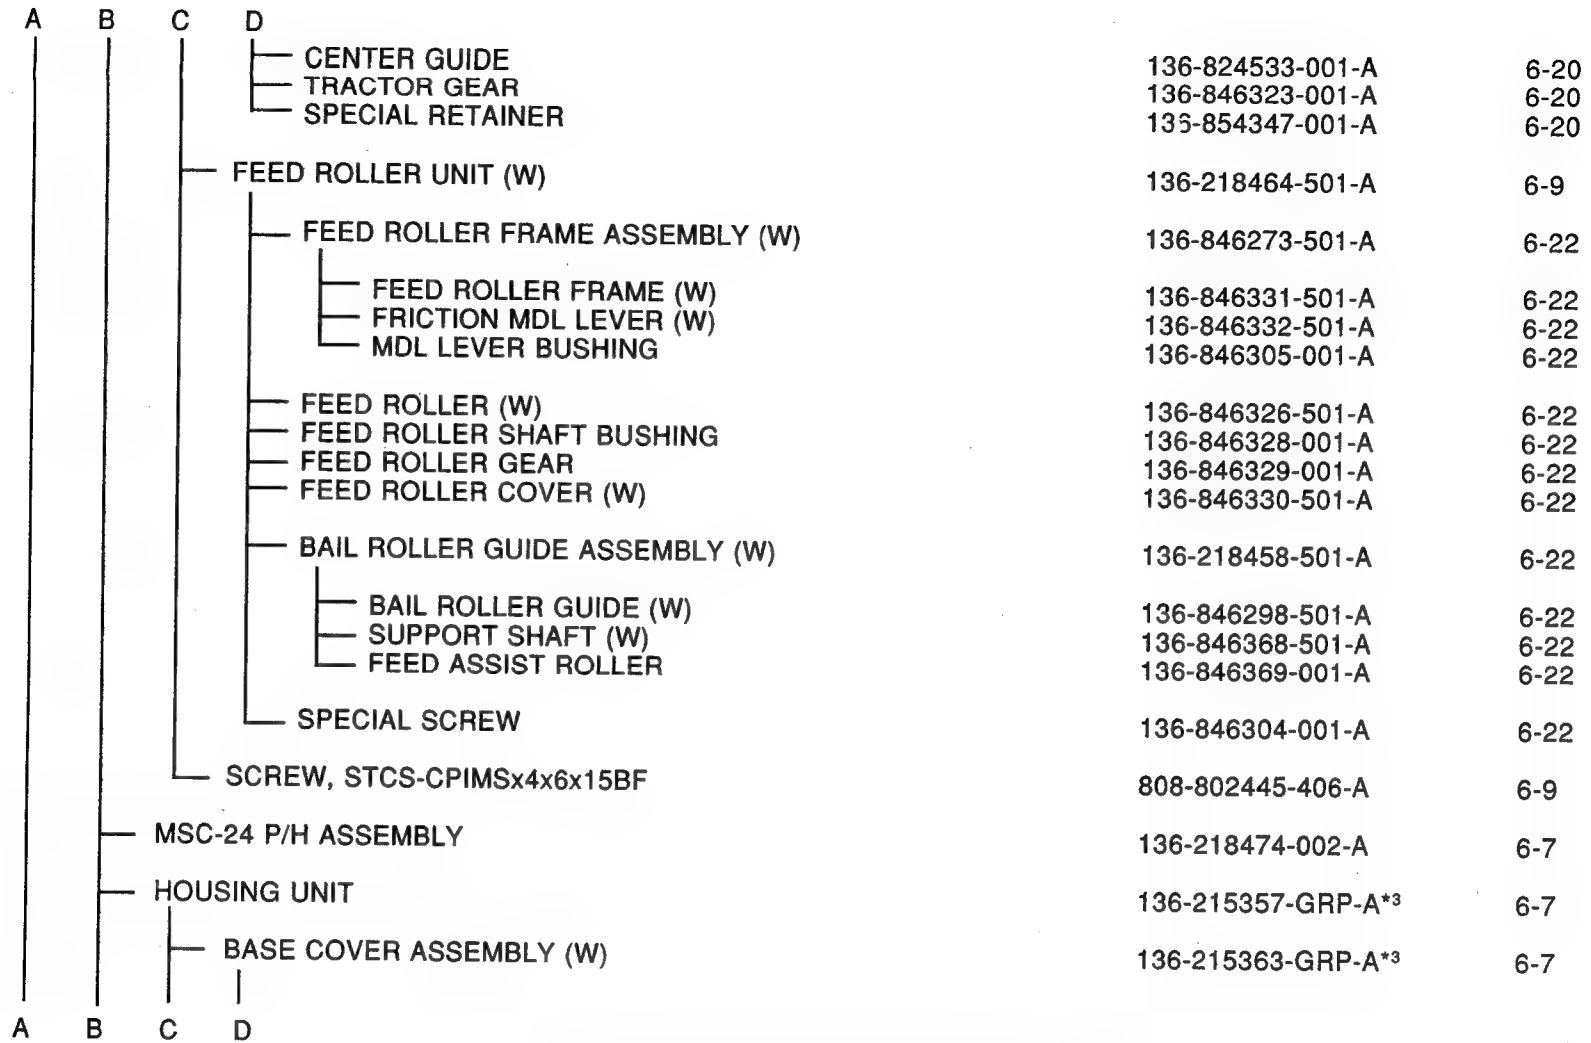 A B C D
CENTER GUIDE 136-824533-001-A 6-20
TRACTOR GEAR 136-846323-001-A 6-20
SPECIAL RETAINER 136-854347-001-A 6-20
FEED ROLLER UNIT (W) 136-218464-501-A 6-9
FEED ROLLER FRAME ASSEMBLY (W) 136-846273-501-A 6-22
FEED ROLLER FRAME (W) 136-846331-501-A 6-22
FRICTION MDL LEVER (W) 136-846332-501-A 6-22
MDL LEVER BUSHING 136-846305-001-A 6-22
FEED ROLLER (W) 136-846326-501-A 6-22
FEED ROLLER SHAFT BUSHING 136-846328-001-A 6-22
FEED ROLLER GEAR 136-846329-001-A 6-22
FEED ROLLER COVER (W) 136-846330-501-A 6-22
BAIL ROLLER GUIDE ASSEMBLY (W) 136-218458-501-A 6-22
BAIL ROLLER GUIDE (W) 136-846298-501-A 6-22
SUPPORT SHAFT (W) 136-846368-501-A 6-22
FEED ASSIST ROLLER 136-846369-001-A 6-22
SPECIAL SCREW 136-846304-001-A 6-22
SCREW, STCS-CPIMSx4x6x15BF 808-802445-406-A 6-9
MSC-24 P/H ASSEMBLY 136-218474-002-A 6-7
HOUSING UNIT 136-215357-GRP-A*3 6-7
BASE COVER ASSEMBLY (W) 136-215363-GRP-A*3 6-7
A B C D